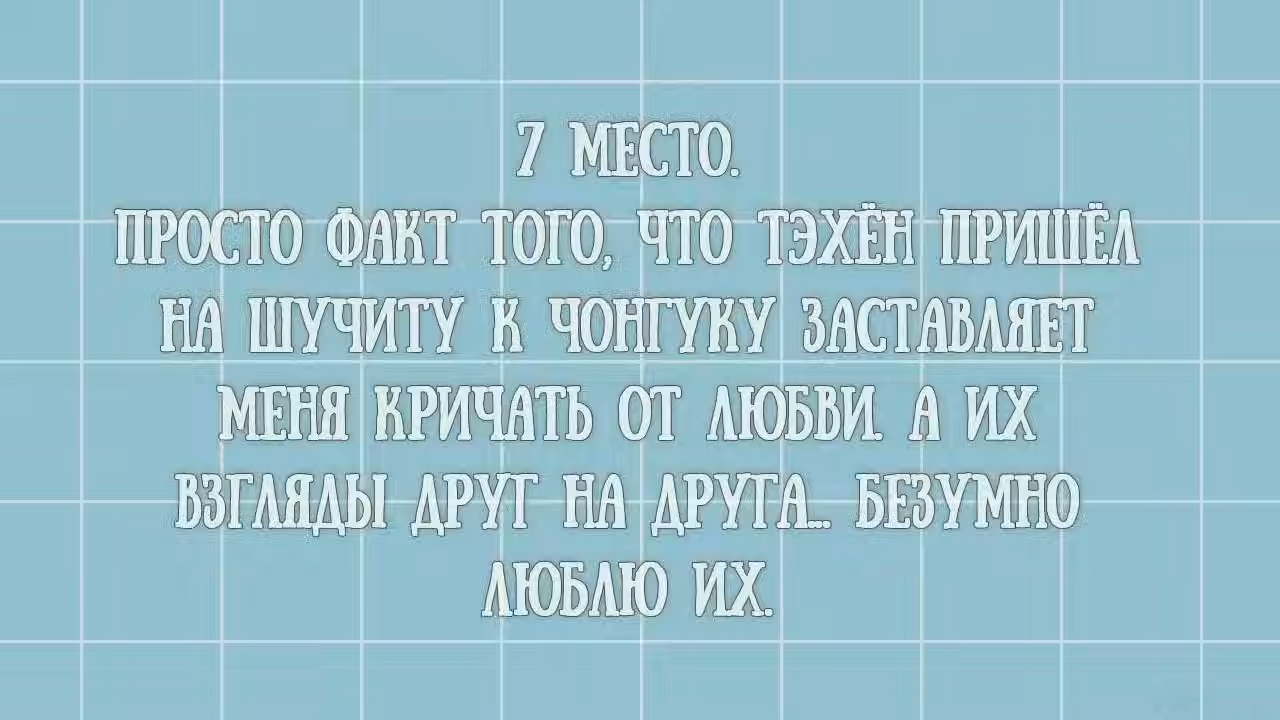 7 МЕСТО.
ПРОСТО ФАКТ ТОГО, ЧТО ТЭХЁН ПРИШЁЛ
НА ШУЧИТУ К ЧОНГУКУ ЗАСТАВЛЯЕТ
МЕНЯ КРИЧАТЬ ОТ ЛЮБВИ. А ИХ
ВЗГЛЯДЫ ДРУГ НА ДРУГА... БЕЗУМНО
ЛЮБЛЮ ИХ.